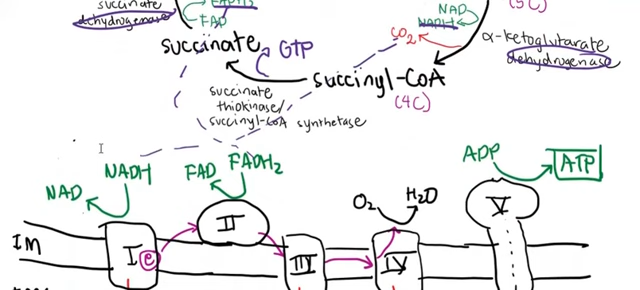 succinate
dehydrogenase
FADH2
FAD
NAD
NADH
CO2
(5C)
α-ketoglutarate
dehydrogenase
succinate
GTP
succinyl-CoA
(4C)
succinate
thiokinase/
succinyl-CoA synthetase
NAD
NADH
FAD
FADH2
O2
H2O
ADP
ATP
IM
I
e
II
III
IV
V